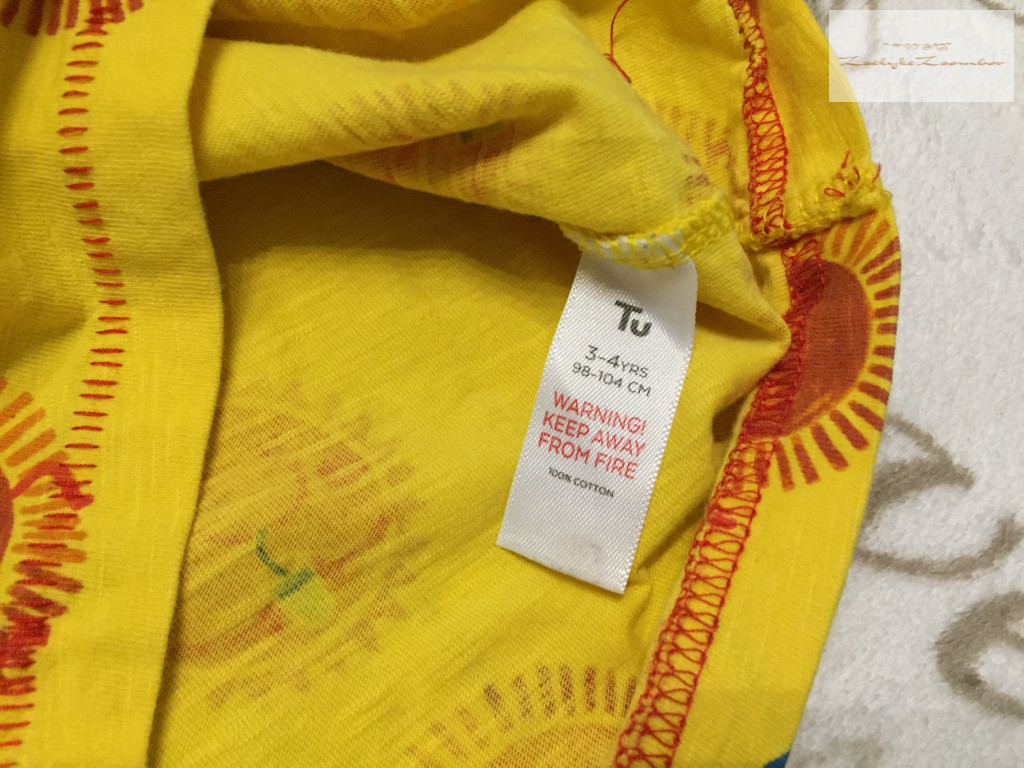 Tu
3-4YRS
98-104 CM
WARNING!
KEEP AWAY
FROM FIRE
100% COTTON